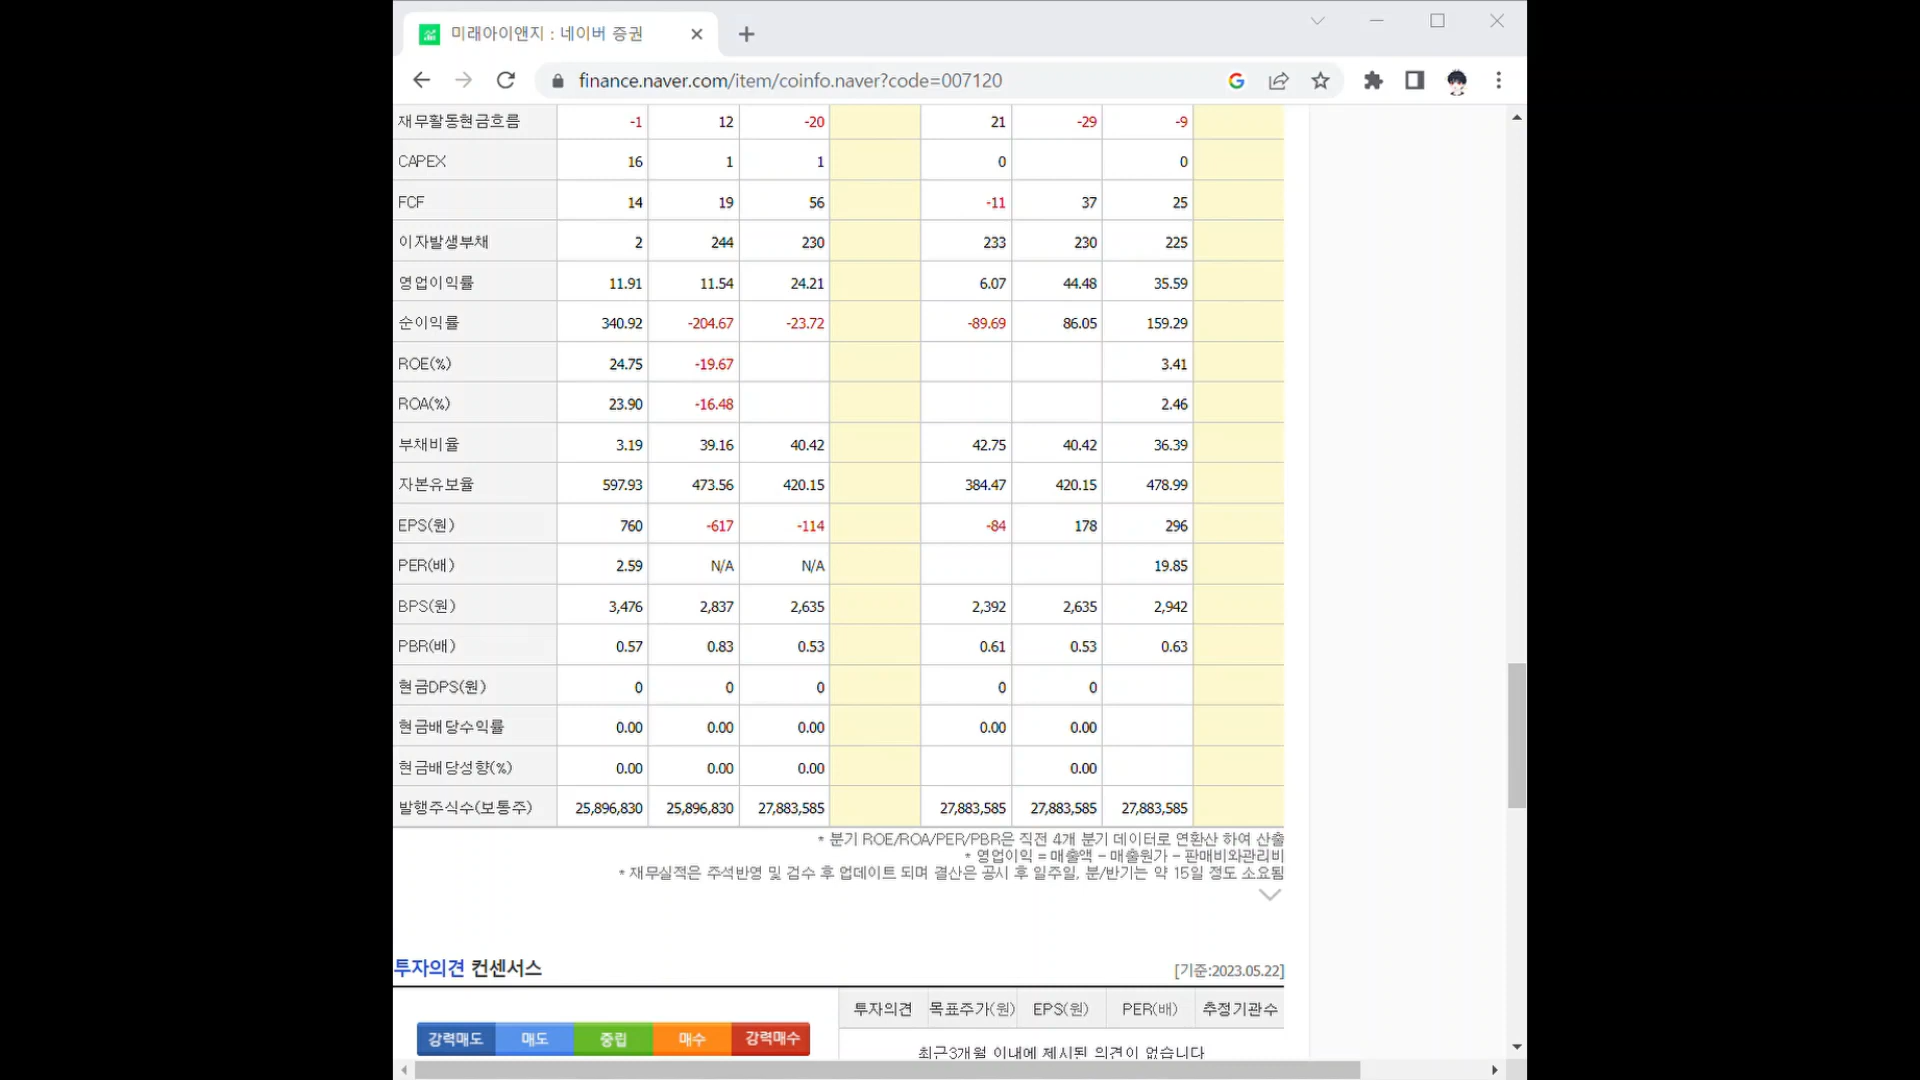 미래아이앤지 : 네이버 증권
finance.naver.com/item/coinfo.naver?code=007120
재무활동현금흐름 -1 12 -20 21 -29 -9
CAPEX 16 1 1 0 0
FCF 14 19 56 -11 37 25
이자발생부채 2 244 230 233 230 225
영업이익률 11.91 11.54 24.21 6.07 44.48 35.59
순이익률 340.92 -204.67 -23.72 -89.69 86.05 159.29
ROE(%) 24.75 -19.67 3.41
ROA(%) 23.90 -16.48 2.46
부채비율 3.19 39.16 40.42 42.75 40.42 36.39
자본유보율 597.93 473.56 420.15 384.47 420.15 478.99
EPS(원) 760 -617 -114 -84 178 296
PER(배) 2.59 N/A N/A 19.85
BPS(원) 3,476 2,837 2,635 2,392 2,635 2,942
PBR(배) 0.57 0.83 0.53 0.61 0.53 0.63
현금DPS(원) 0 0 0 0 0
현금배당수익률 0.00 0.00 0.00 0.00 0.00
현금배당성향(%) 0.00 0.00 0.00 0.00
발행주식수(보통주) 25,896,830 25,896,830 27,883,585 27,883,585 27,883,585 27,883,585
* 분기 ROE/ROA/PER/PBR은 직전 4개 분기 데이터로 연환산 하여 산출
* 영업이익 = 매출액 - 매출원가 - 판매비와관리비
* 재무실적은 주석반영 및 검수 후 업데이트 되며 결산은 공시 후 일주일, 분/반기는 약 15일 정도 소요됨
투자의견 컨센서스 [기준:2023.05.22]
투자의견 목표주가(원) EPS(원) PER(배) 추정기관수
강력매도 매도 중립 매수 강력매수
최근3개월 이내에 제시된 의견이 없습니다